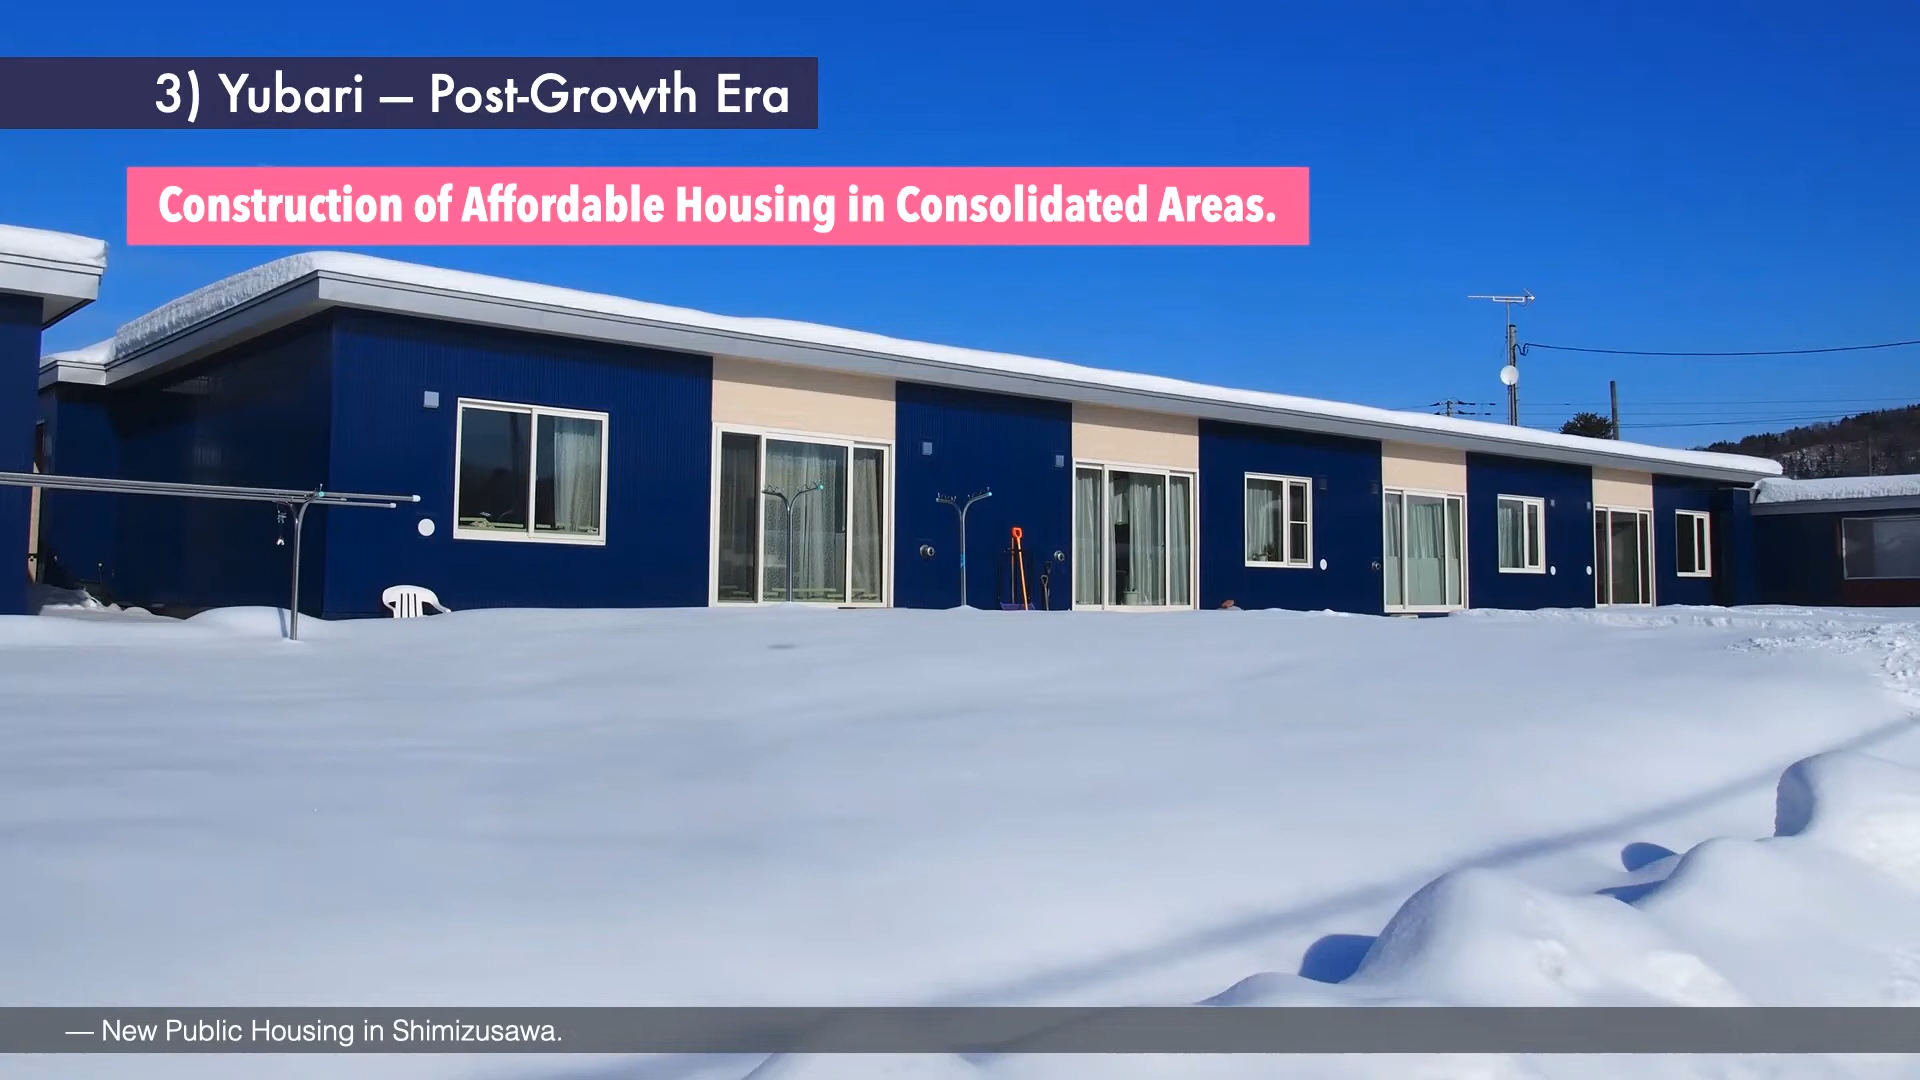 3) Yubari — Post-Growth Era
Construction of Affordable Housing in Consolidated Areas.
— New Public Housing in Shimizusawa.